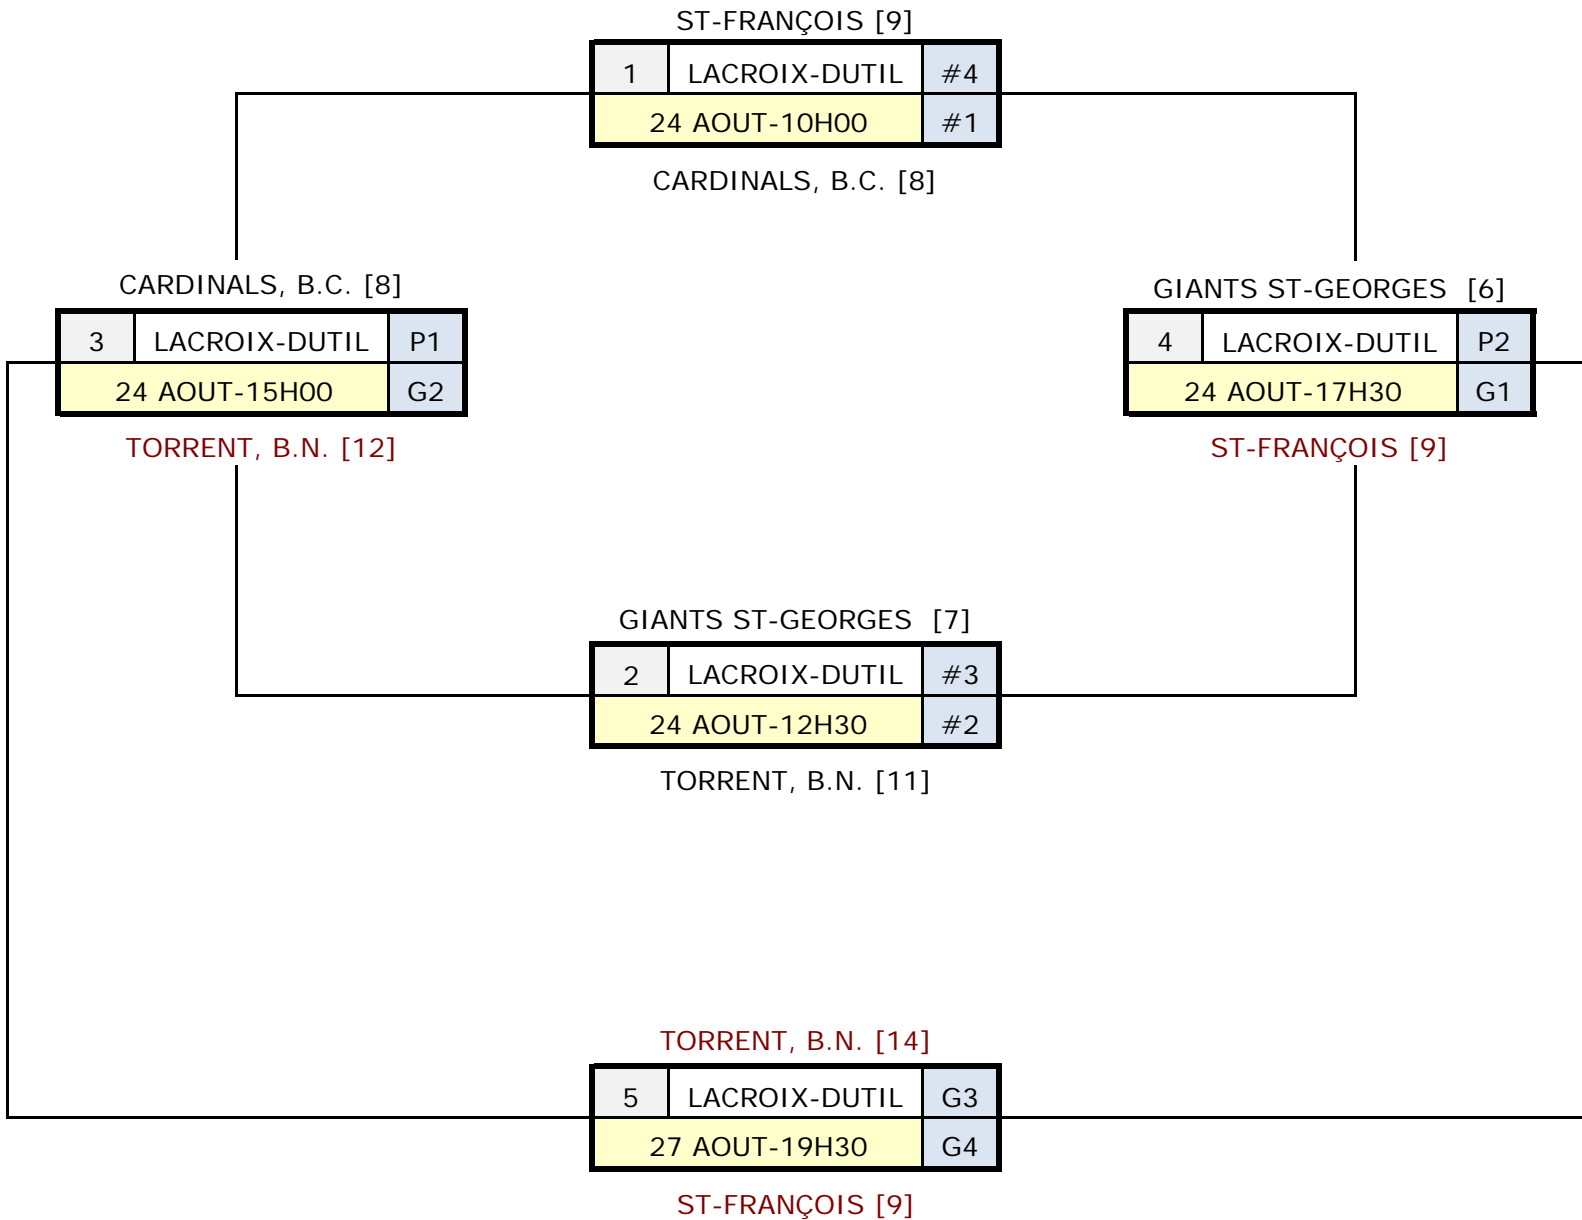 ST-FRANÇOIS [9]
1 LACROIX-DUTIL #4
24 AOUT-10H00 #1
CARDINALS, B.C. [8]
CARDINALS, B.C. [8]
3 LACROIX-DUTIL P1
24 AOUT-15H00 G2
TORRENT, B.N. [12]
GIANTS ST-GEORGES [6]
4 LACROIX-DUTIL P2
24 AOUT-17H30 G1
ST-FRANÇOIS [9]
GIANTS ST-GEORGES [7]
2 LACROIX-DUTIL #3
24 AOUT-12H30 #2
TORRENT, B.N. [11]
TORRENT, B.N. [14]
5 LACROIX-DUTIL G3
27 AOUT-19H30 G4
ST-FRANÇOIS [9]